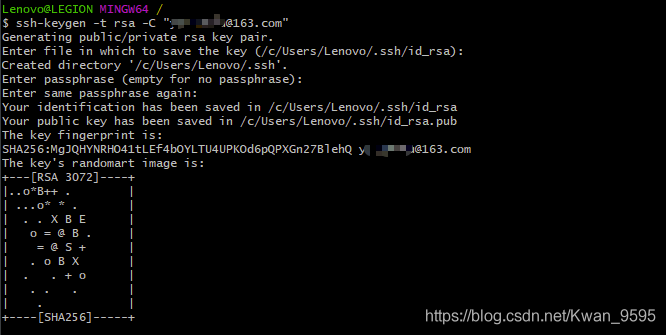 Lenovo@LEGION MINGW64 /
$ ssh-keygen -t rsa -C "y @163.com"
Generating public/private rsa key pair.
Enter file in which to save the key (/c/Users/Lenovo/.ssh/id_rsa):
Created directory '/c/Users/Lenovo/.ssh'.
Enter passphrase (empty for no passphrase):
Enter same passphrase again:
Your identification has been saved in /c/Users/Lenovo/.ssh/id_rsa
Your public key has been saved in /c/Users/Lenovo/.ssh/id_rsa.pub
The key fingerprint is:
SHA256:MgJQHYNRHO41tLEf4bOYLTU4UPKOd6pQPXGn27BlehQ y @163.com
The key's randomart image is:
+---[RSA 3072]----+
|..o*B++ .        |
| ...o* * .       |
|  . . X B E      |
|   o = @ B .     |
|    = @ S +      |
|   . o B X       |
|  .   . + o      |
|   . .   .       |
|    .            |
+----[SHA256]-----+
https://blog.csdn.net/Kwan_9595